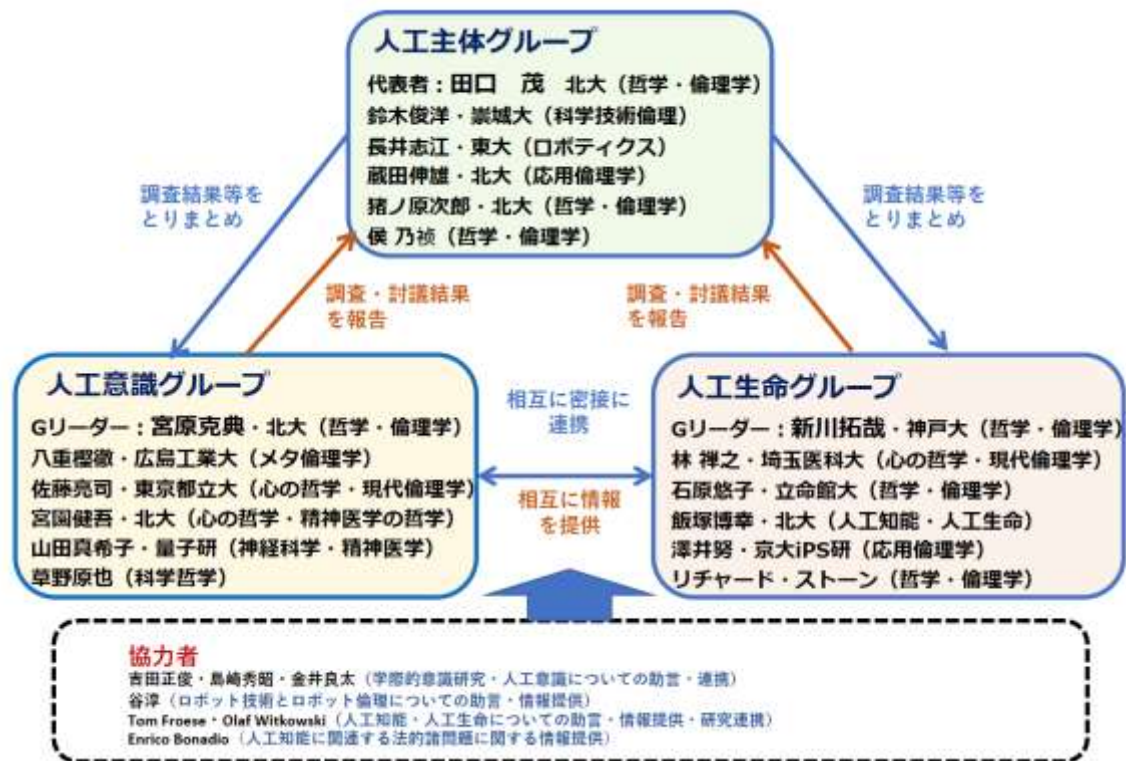 人工主体グループ
代表者：田口　茂　北大（哲学・倫理学）
鈴木俊洋・崇城大（科学技術倫理）
長井志江・東大（ロボティクス）
蔵田伸雄・北大（応用倫理学）
猪ノ原次郎・北大（哲学・倫理学）
侯 乃祯（哲学・倫理学）
調査結果等を
とりまとめ
調査結果等を
とりまとめ
調査・討議結果
を報告
調査・討議結果
を報告
人工意識グループ
Gリーダー：宮原克典・北大（哲学・倫理学）
八重樫徹・広島工業大（メタ倫理学）
佐藤亮司・東京都立大（心の哲学・現代倫理学）
宮園健吾・北大（心の哲学・精神医学の哲学）
山田真希子・量子研（神経科学・精神医学）
草野原也（科学哲学）
相互に密接に
連携
相互に情報
を提供
人工生命グループ
Gリーダー：新川拓哉・神戸大（哲学・倫理学）
林 禅之・埼玉医科大（心の哲学・現代倫理学）
石原悠子・立命館大（哲学・倫理学）
飯塚博幸・北大（人工知能・人工生命）
澤井努・京大iPS研（応用倫理学）
リチャード・ストーン（哲学・倫理学）
協力者
吉田正俊・島崎秀昭・金井良太（学際的意識研究・人工意識についての助言・連携）
谷淳（ロボット技術とロボット倫理についての助言・情報提供）
Tom Froese・Olaf Witkowski（人工知能・人工生命についての助言・情報提供・研究連携）
Enrico Bonadio（人工知能に関連する法的諸問題に関する情報提供）